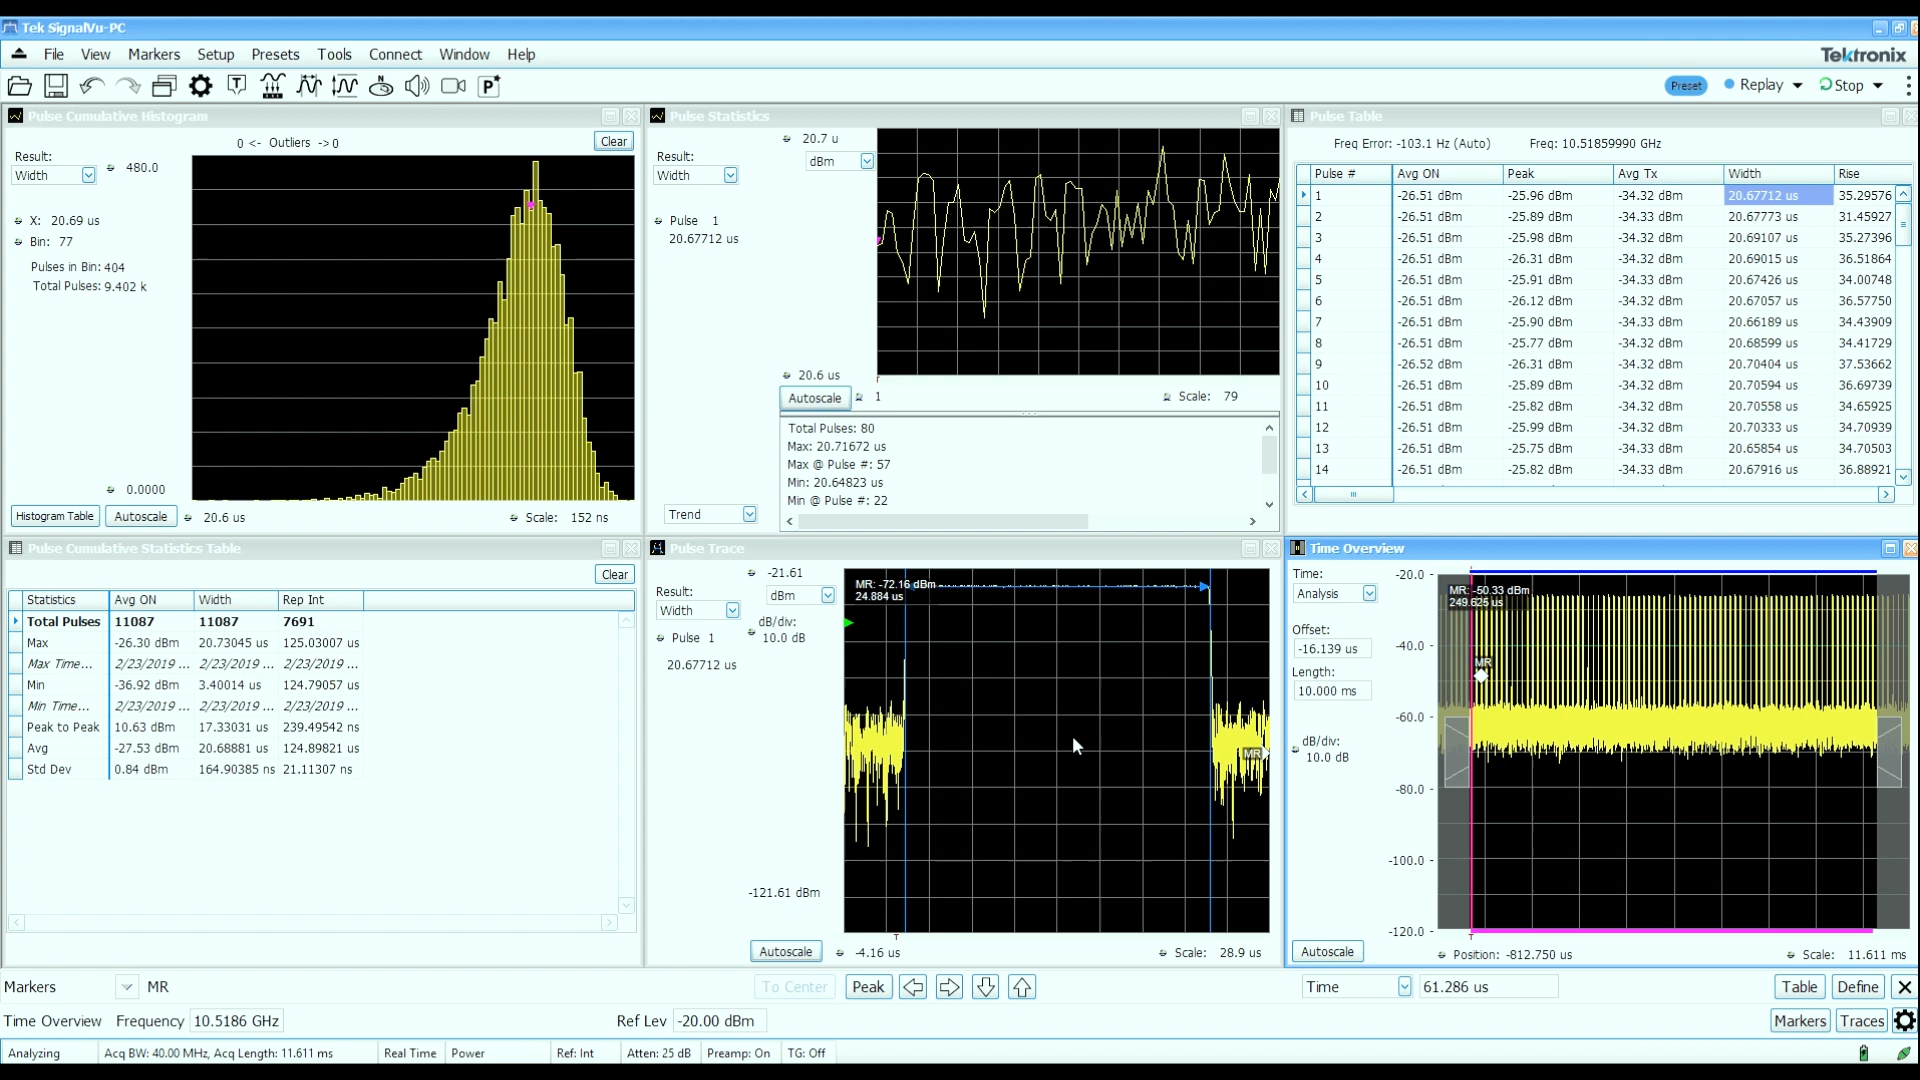 Tek SignalVu-PC
File View Markers Setup Presets Tools Connect Window Help
Tektronix
Preset Replay Stop
Pulse Cumulative Histogram
0 <- Outliers ->0
Clear
Result:
Width
480.0
X: 20.69 us
Bin: 77
Pulses in Bin: 404
Total Pulses: 9.402 k
0.0000
Histogram Table Autoscale 20.6 us Scale: 152 ns
Pulse Statistics
20.7 u
Result:
dBm
Width
Pulse 1
20.67712 us
20.6 us
Autoscale 1 Scale: 79
Total Pulses: 80
Max: 20.71672 us
Max @ Pulse #: 57
Min: 20.64823 us
Min @ Pulse #: 22
Trend
Pulse Table
Freq Error: -103.1 Hz (Auto) Freq: 10.51859990 GHz
Pulse # Avg ON Peak Avg Tx Width Rise
1 -26.51 dBm -25.96 dBm -34.32 dBm 20.67712 us 35.29576
2 -26.51 dBm -25.89 dBm -34.33 dBm 20.67773 us 31.45927
3 -26.51 dBm -25.98 dBm -34.32 dBm 20.69107 us 35.27396
4 -26.51 dBm -26.31 dBm -34.32 dBm 20.69015 us 36.51864
5 -26.51 dBm -25.91 dBm -34.33 dBm 20.67426 us 34.00748
6 -26.51 dBm -26.12 dBm -34.32 dBm 20.67057 us 36.57750
7 -26.51 dBm -25.90 dBm -34.33 dBm 20.66189 us 34.43909
8 -26.51 dBm -25.77 dBm -34.32 dBm 20.68599 us 34.41729
9 -26.52 dBm -26.31 dBm -34.32 dBm 20.70404 us 37.53662
10 -26.51 dBm -25.89 dBm -34.32 dBm 20.70594 us 36.69739
11 -26.51 dBm -25.82 dBm -34.32 dBm 20.70558 us 34.65925
12 -26.51 dBm -25.99 dBm -34.32 dBm 20.70333 us 34.70939
13 -26.51 dBm -25.75 dBm -34.33 dBm 20.65854 us 34.70503
14 -26.51 dBm -25.82 dBm -34.33 dBm 20.67916 us 36.88921
Pulse Cumulative Statistics Table
Clear
Statistics Avg ON Width Rep Int
Total Pulses 11087 11087 7691
Max -26.30 dBm 20.73045 us 125.03007 us
Max Time... 2/23/2019 ... 2/23/2019 ... 2/23/2019 ...
Min -36.92 dBm 3.40014 us 124.79057 us
Min Time... 2/23/2019 ... 2/23/2019 ... 2/23/2019 ...
Peak to Peak 10.63 dBm 17.33031 us 239.49542 ns
Avg -27.53 dBm 20.68881 us 124.89821 us
Std Dev 0.84 dBm 164.90385 ns 21.11307 ns
Pulse Trace
-21.61
Result:
dBm
Width
dB/div:
10.0 dB
Pulse 1
20.67712 us
MR: -72.16 dBm
24.884 us
MR
-121.61 dBm
T
Autoscale -4.16 us Scale: 28.9 us
Time Overview
Time:
Analysis
Offset:
-16.139 us
Length:
10.000 ms
dB/div:
10.0 dB
-20.0
-40.0
-60.0
-80.0
-100.0
-120.0
MR: -50.33 dBm
249.625 us
MR
T
Autoscale Position: -812.750 us Scale: 11.611 ms
Markers MR To Center Peak Time 61.286 us Table Define
Time Overview Frequency 10.5186 GHz Ref Lev -20.00 dBm Markers Traces
Analyzing Acq BW: 40.00 MHz, Acq Length: 11.611 ms Real Time Power Ref: Int Atten: 25 dB Preamp: On TG: Off